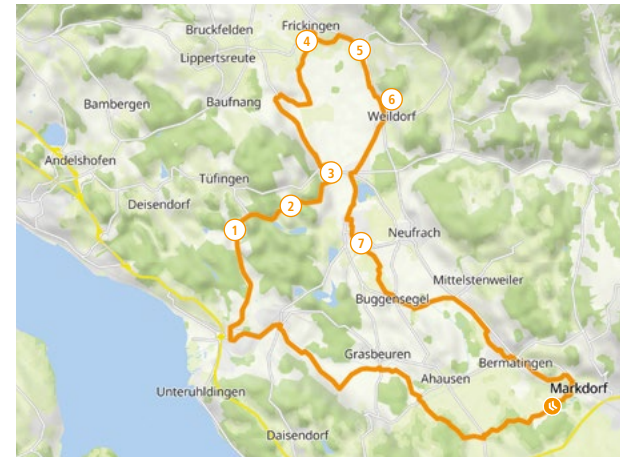 Frickingen
Bruckfelden
4
5
Lippertsreute
6
Bambergen
Baufnang
Weildorf
Andelshofen
3
Tüfingen
2
Deisendorf
1
Neufrach
7
Mittelstenweiler
Buggensegel
Grasbeuren
Bermatingen
Ahausen
Markdorf
Unteruhldingen
Daisendorf